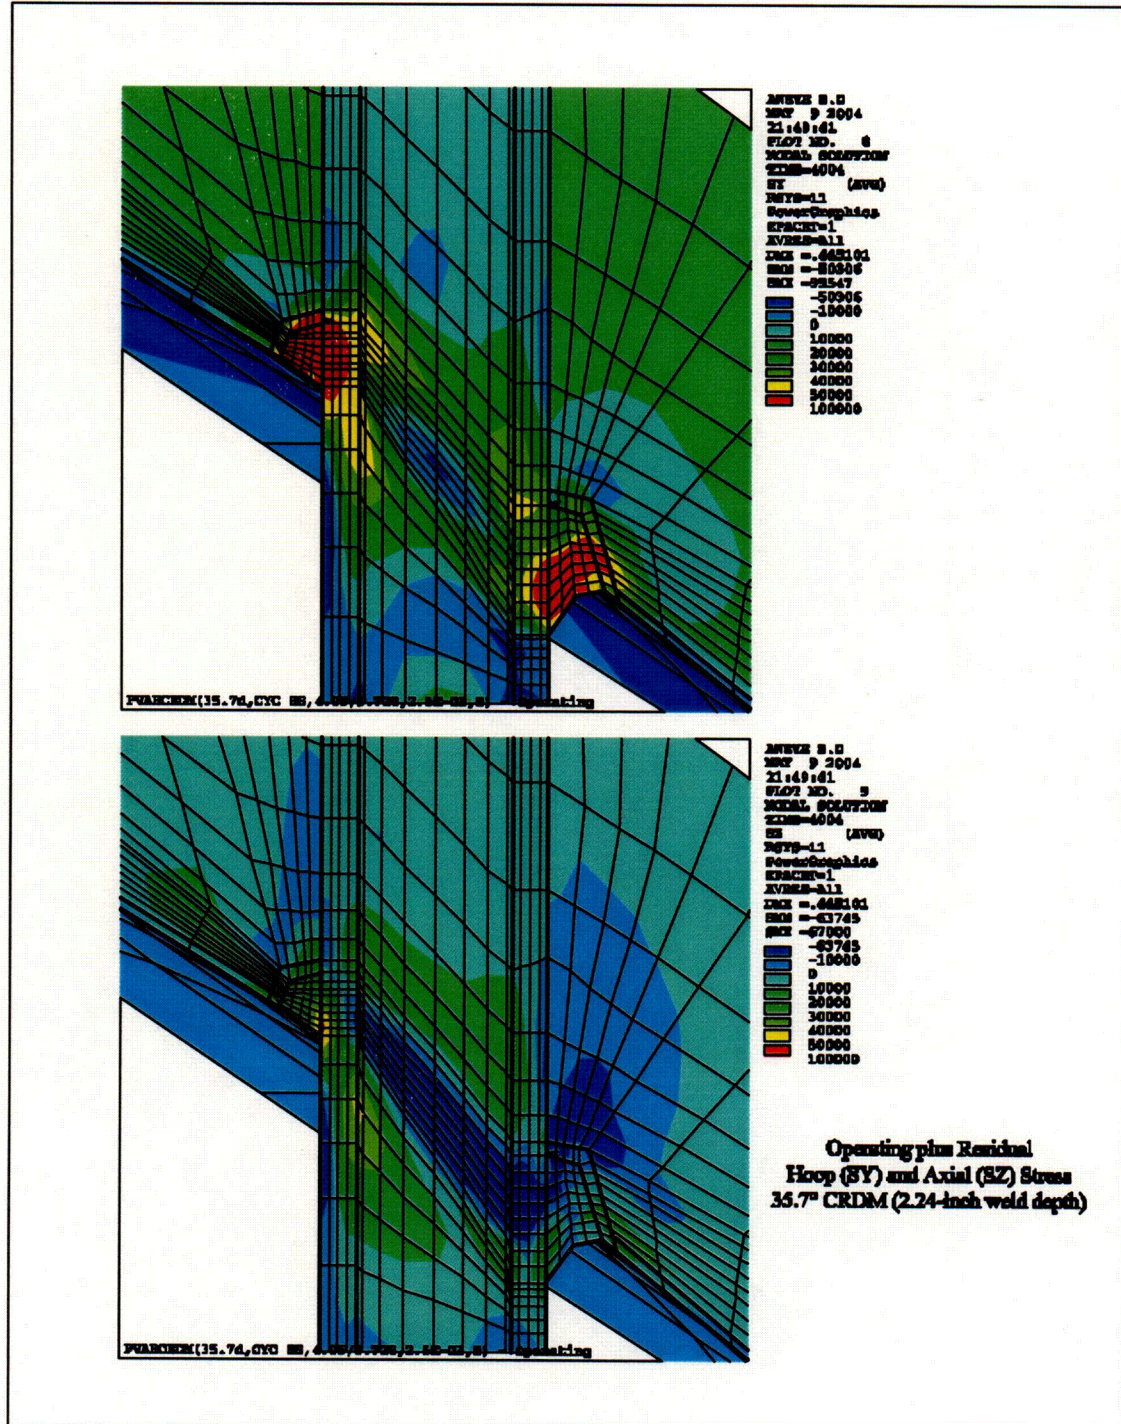 ANSYS 8.0
MAY 9 2004
21:49:41
PLOT NO. 8
NODAL SOLUTION
TIME=4004
SY (AVG)
RSYS=11
PowerGraphics
EFACET=1
AVRES=All
DMX =.465101
SMN =-50306
SMX =
-50306
-10000
0
10000
20000
30000
40000
50000
100000
Operating
ANSYS 8.0
MAY 9 2004
21:49:41
PLOT NO. 9
NODAL SOLUTION
TIME=4004
SZ (AVG)
RSYS=11
PowerGraphics
EFACET=1
AVRES=All
DMX =.465101
SMN =-63745
SMX =67000
-63745
-10000
0
10000
20000
30000
40000
50000
100000
Operating plus Residual
Hoop (SY) and Axial (SZ) Stress
35.7° CRDM (2.24-inch weld depth)
Operating